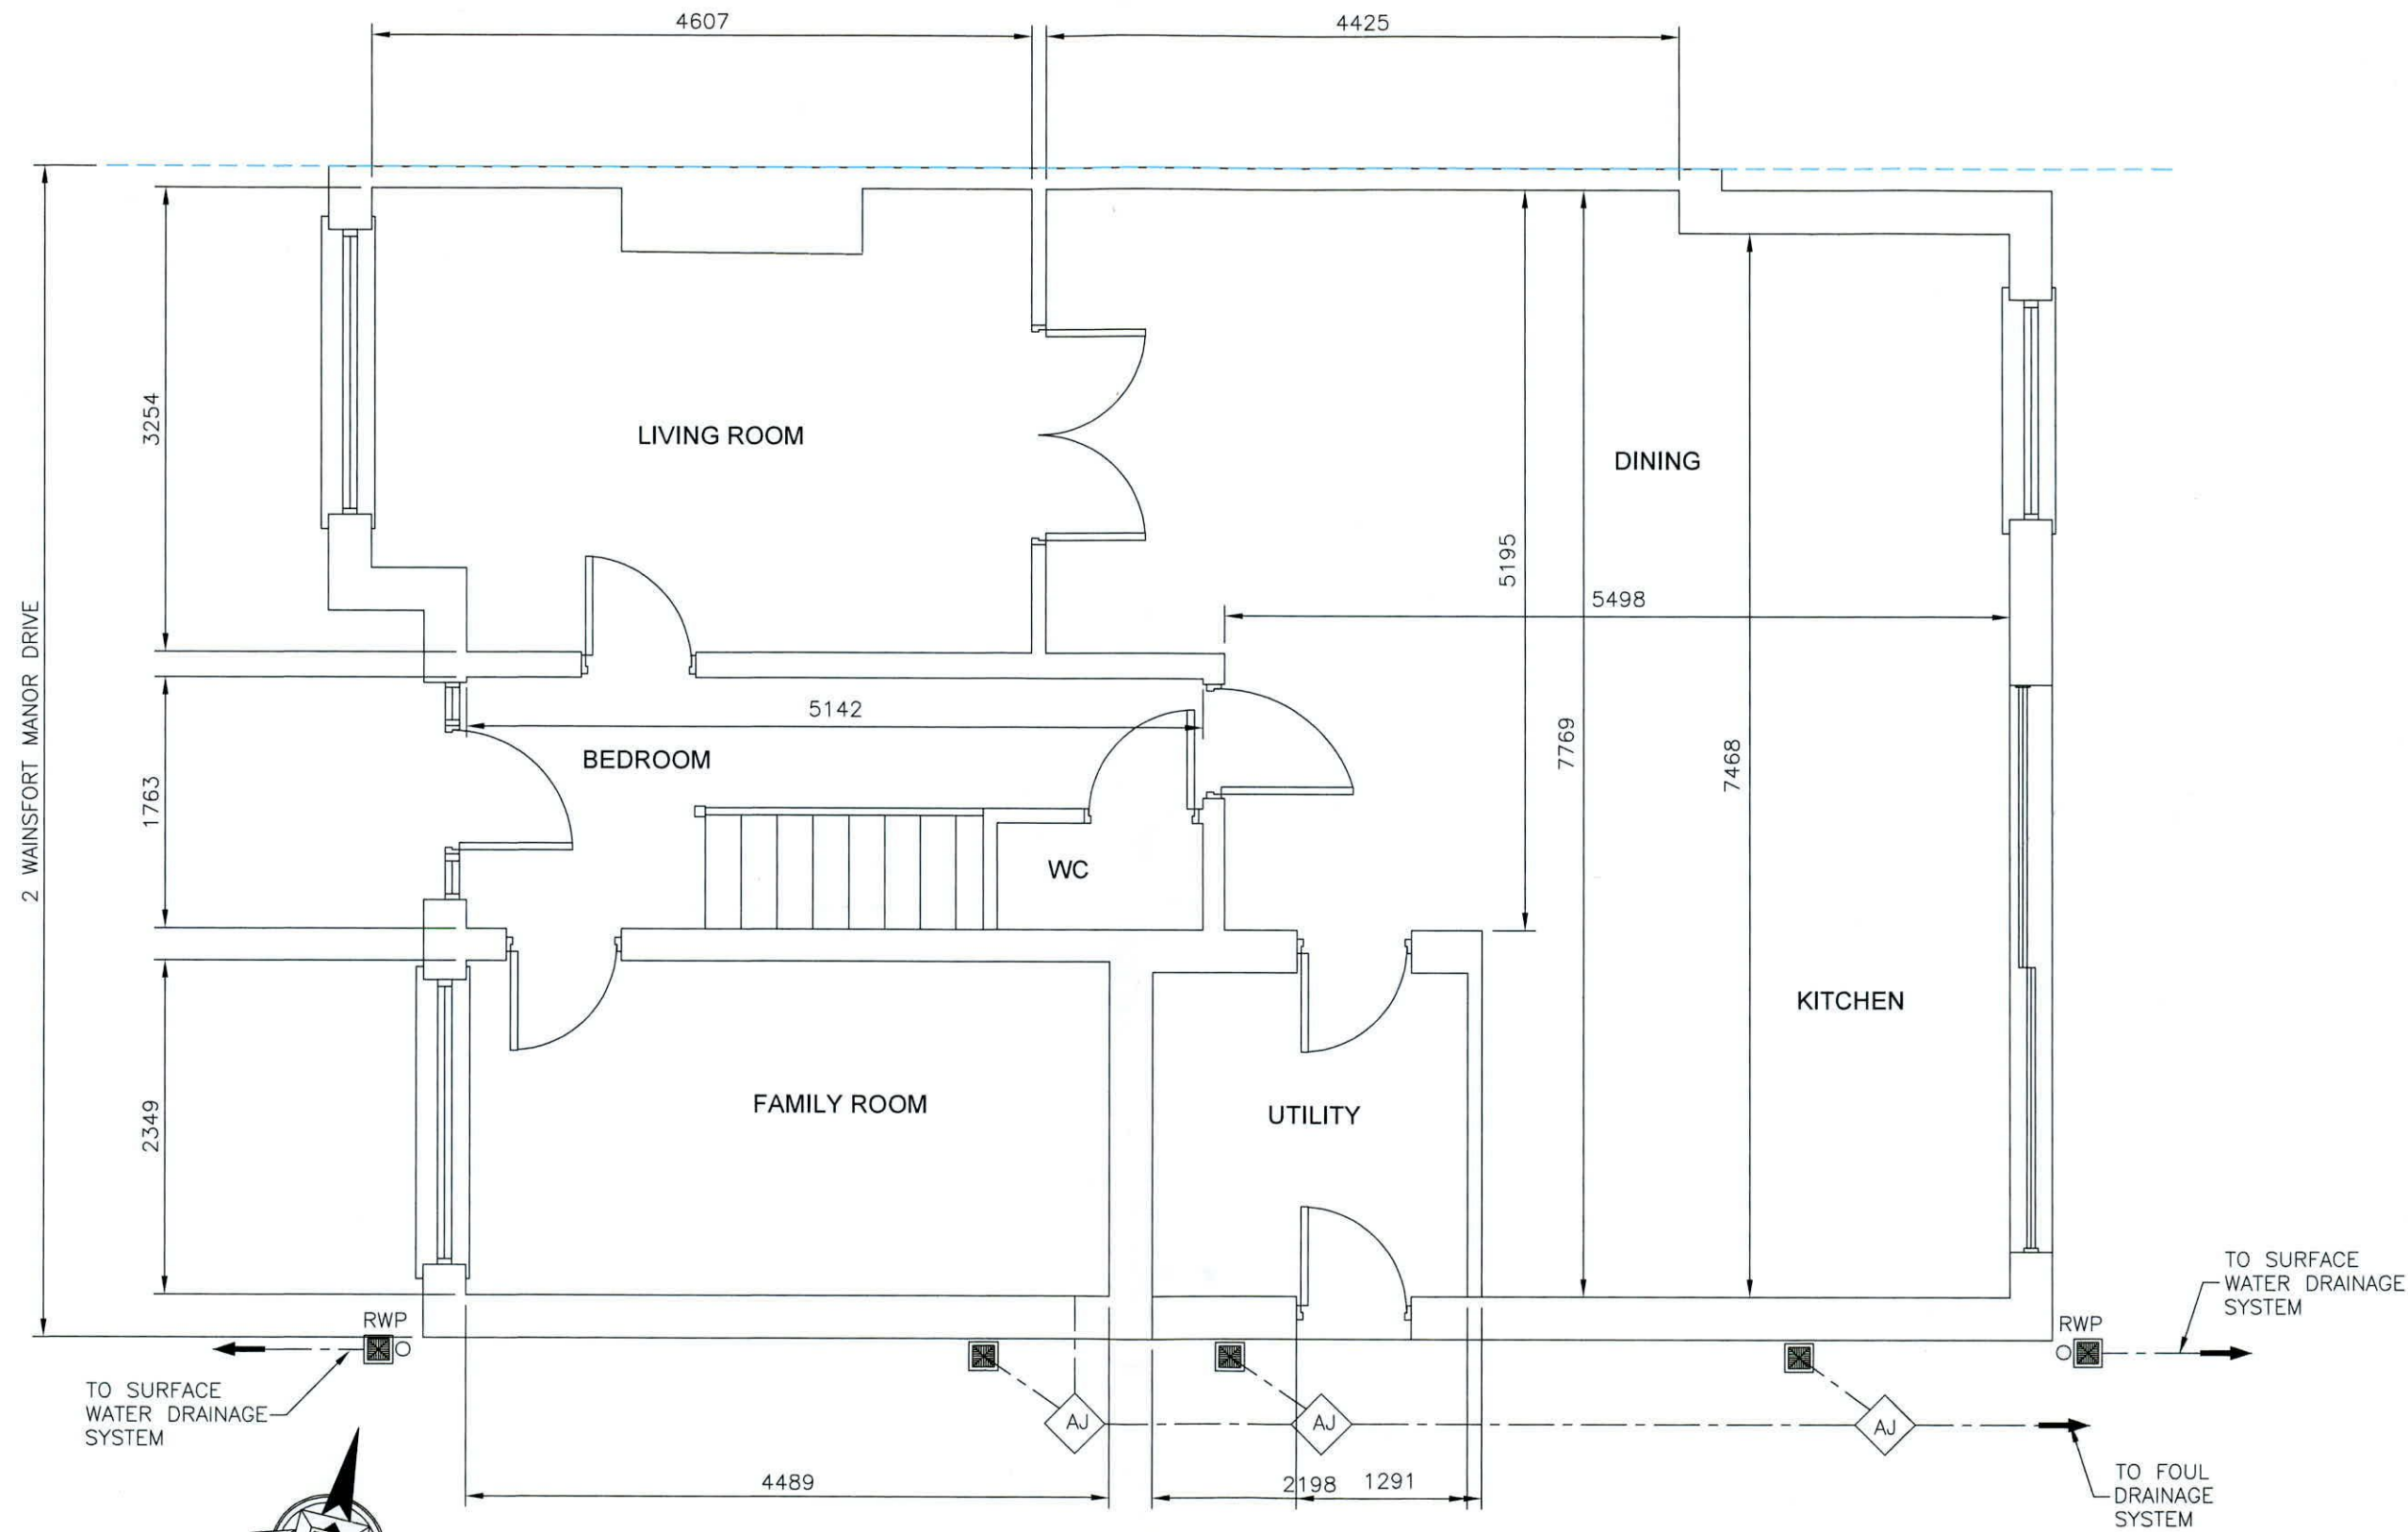 4607
4425
3254
LIVING ROOM
DINING
5195
5498
2 WAINSFORT MANOR DRIVE
5142
BEDROOM
7769
7468
1763
WC
KITCHEN
2349
FAMILY ROOM
UTILITY
RWP
TO SURFACE
WATER DRAINAGE
SYSTEM
RWP
TO SURFACE
WATER DRAINAGE
SYSTEM
AJ
AJ
AJ
4489
2198
1291
TO FOUL
DRAINAGE
SYSTEM